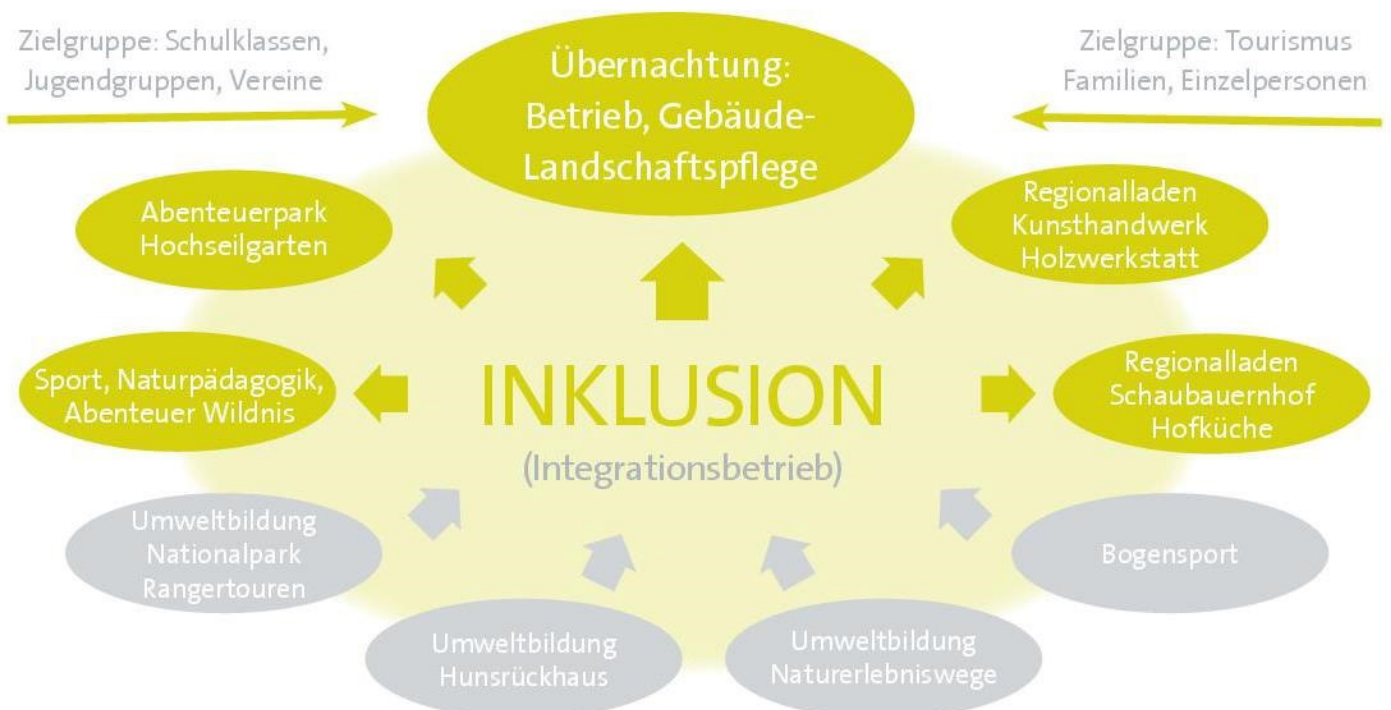 Zielgruppe: Schulklassen,
Jugendgruppen, Vereine
Übernachtung:
Betrieb, Gebäude-
Landschaftspflege
Zielgruppe: Tourismus
Familien, Einzelpersonen
Abenteuerpark
Hochseilgarten
Regionalladen
Kunsthandwerk
Holzwerkstatt
Sport, Naturpädagogik,
Abenteuer Wildnis
INKLUSION
(Integrationsbetrieb)
Regionalladen
Schaubauernhof
Hofküche
Umweltbildung
Nationalpark
Rangertouren
Bogensport
Umweltbildung
Hunsrückhaus
Umweltbildung
Naturerlebniswege